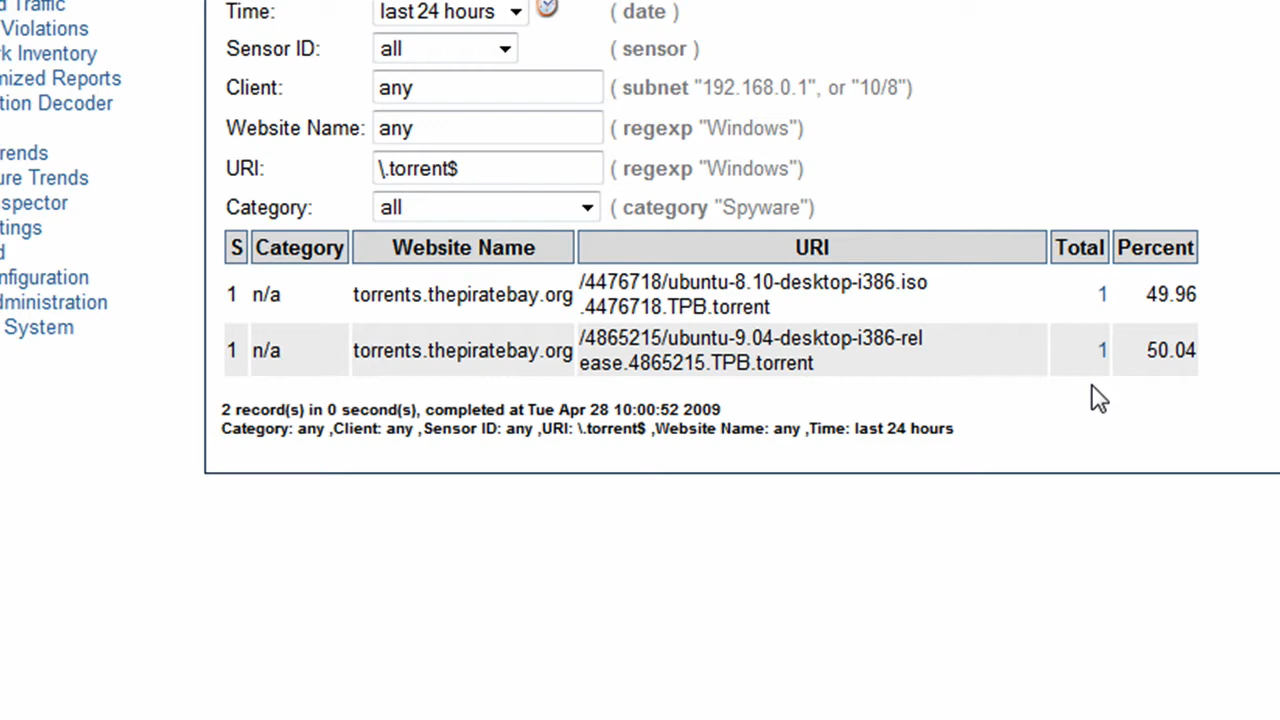 d Traffic
Violations
rk Inventory
mized Reports
tion Decoder
rends
ure Trends
spector
tings
d
nfiguration
dministration
System
Time: last 24 hours ( date )
Sensor ID: all ( sensor )
Client: any ( subnet "192.168.0.1", or "10/8")
Website Name: any ( regexp "Windows")
URI: \.torrent$ ( regexp "Windows")
Category: all ( category "Spyware")
S Category Website Name URI Total Percent
1 n/a torrents.thepiratebay.org /4476718/ubuntu-8.10-desktop-i386.iso 1 49.96
.4476718.TPB.torrent
1 n/a torrents.thepiratebay.org /4865215/ubuntu-9.04-desktop-i386-rel 1 50.04
ease.4865215.TPB.torrent
2 record(s) in 0 second(s), completed at Tue Apr 28 10:00:52 2009
Category: any ,Client: any ,Sensor ID: any ,URI: \.torrent$ ,Website Name: any ,Time: last 24 hours